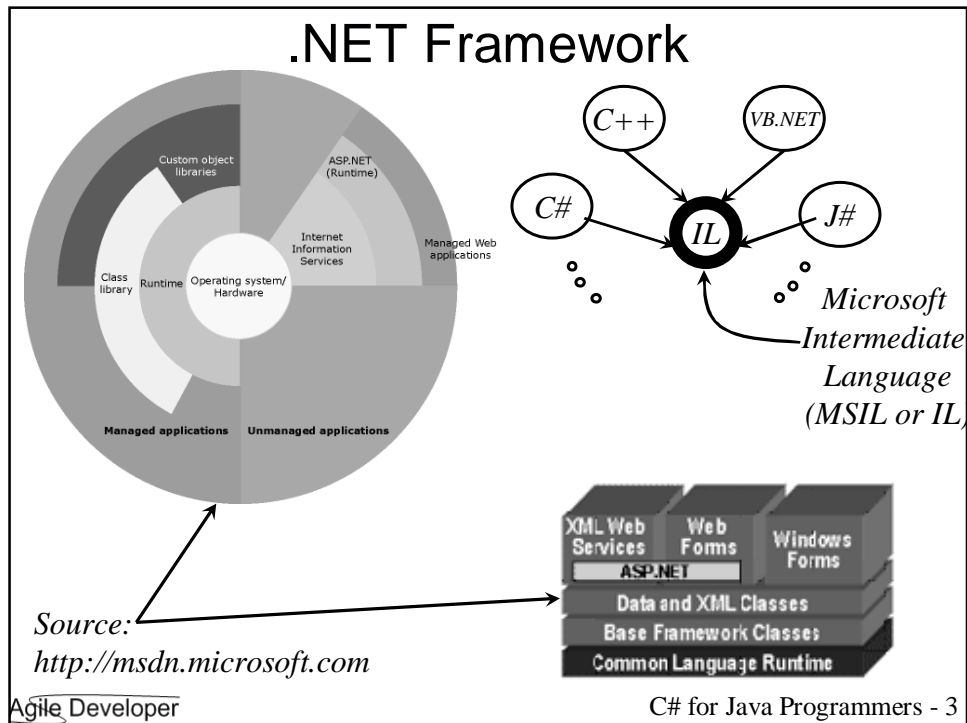 .NET Framework
Custom object
libraries
ASP.NET
(Runtime)
Internet
Information
Services
Managed Web
applications
Class
library
Runtime
Operating system/
Hardware
Managed applications
Unmanaged applications
C++
VB.NET
C#
IL
J#
Microsoft
Intermediate
Language
(MSIL or IL)
XML Web
Services
Web
Forms
Windows
Forms
ASP.NET
Data and XML Classes
Base Framework Classes
Common Language Runtime
Source:
http://msdn.microsoft.com
Agile Developer
C# for Java Programmers - 3